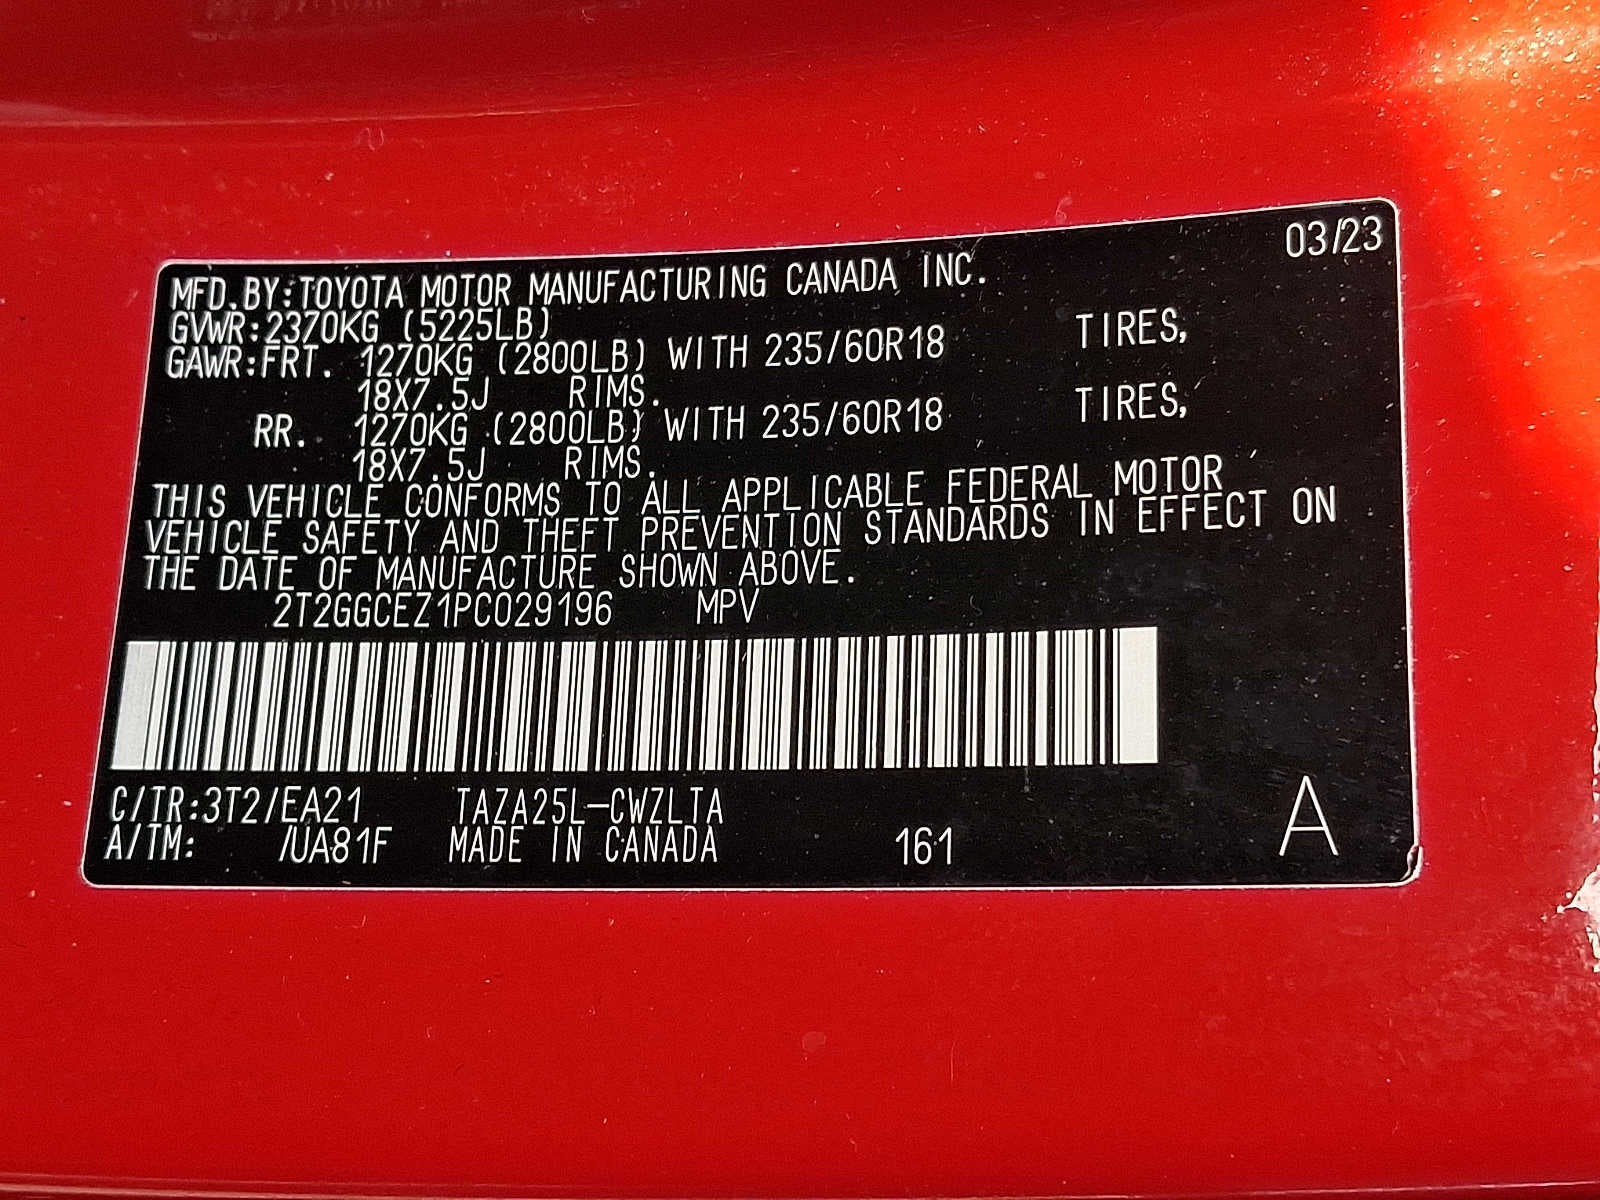 03/23
MFD.BY:TOYOTA MOTOR MANUFACTURING CANADA INC.
GVWR:2370KG (5225LB)
GAWR:FRT. 1270KG (2800LB) WITH 235/60R18 TIRES,
18X7.5J RIMS.
RR. 1270KG (2800LB) WITH 235/60R18 TIRES,
18X7.5J RIMS.
THIS VEHICLE CONFORMS TO ALL APPLICABLE FEDERAL MOTOR
VEHICLE SAFETY AND THEFT PREVENTION STANDARDS IN EFFECT ON
THE DATE OF MANUFACTURE SHOWN ABOVE.
2T2GGCEZ1PC029196 MPV
C/TR:3T2/EA21 TAZA25L-CWZLTA
A/TM: /UA81F MADE IN CANADA 161 A